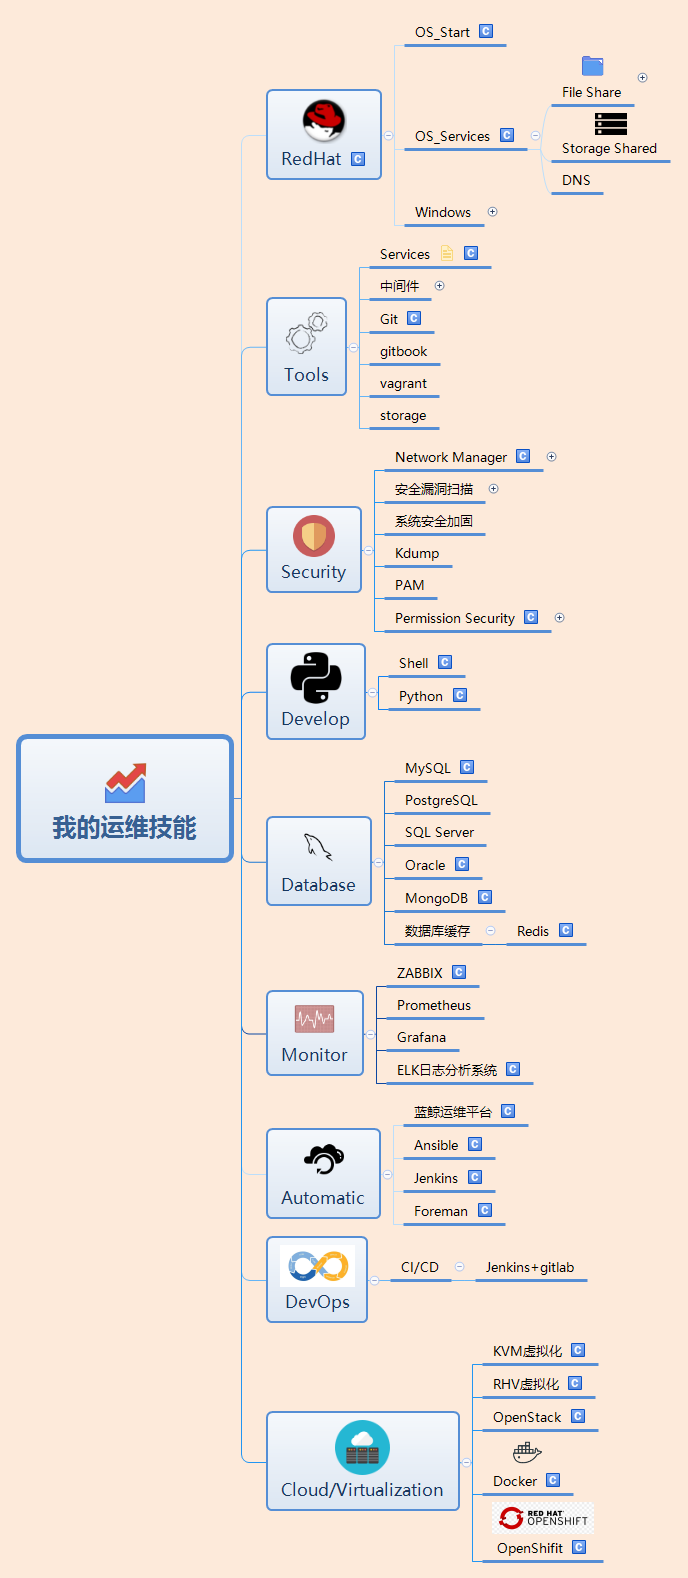 我的运维技能
RedHat
OS_Start
OS_Services
File Share
Storage Shared
DNS
Windows
Tools
Services
中间件
Git
gitbook
vagrant
storage
Security
Network Manager
安全漏洞扫描
系统安全加固
Kdump
PAM
Permission Security
Develop
Shell
Python
Database
MySQL
PostgreSQL
SQL Server
Oracle
MongoDB
数据库缓存
Redis
Monitor
ZABBIX
Prometheus
Grafana
ELK日志分析系统
Automatic
蓝鲸运维平台
Ansible
Jenkins
Foreman
DevOps
CI/CD
Jenkins+gitlab
Cloud/Virtualization
KVM虚拟化
RHV虚拟化
OpenStack
Docker
RED HAT
OPENSHIFT
OpenShifit